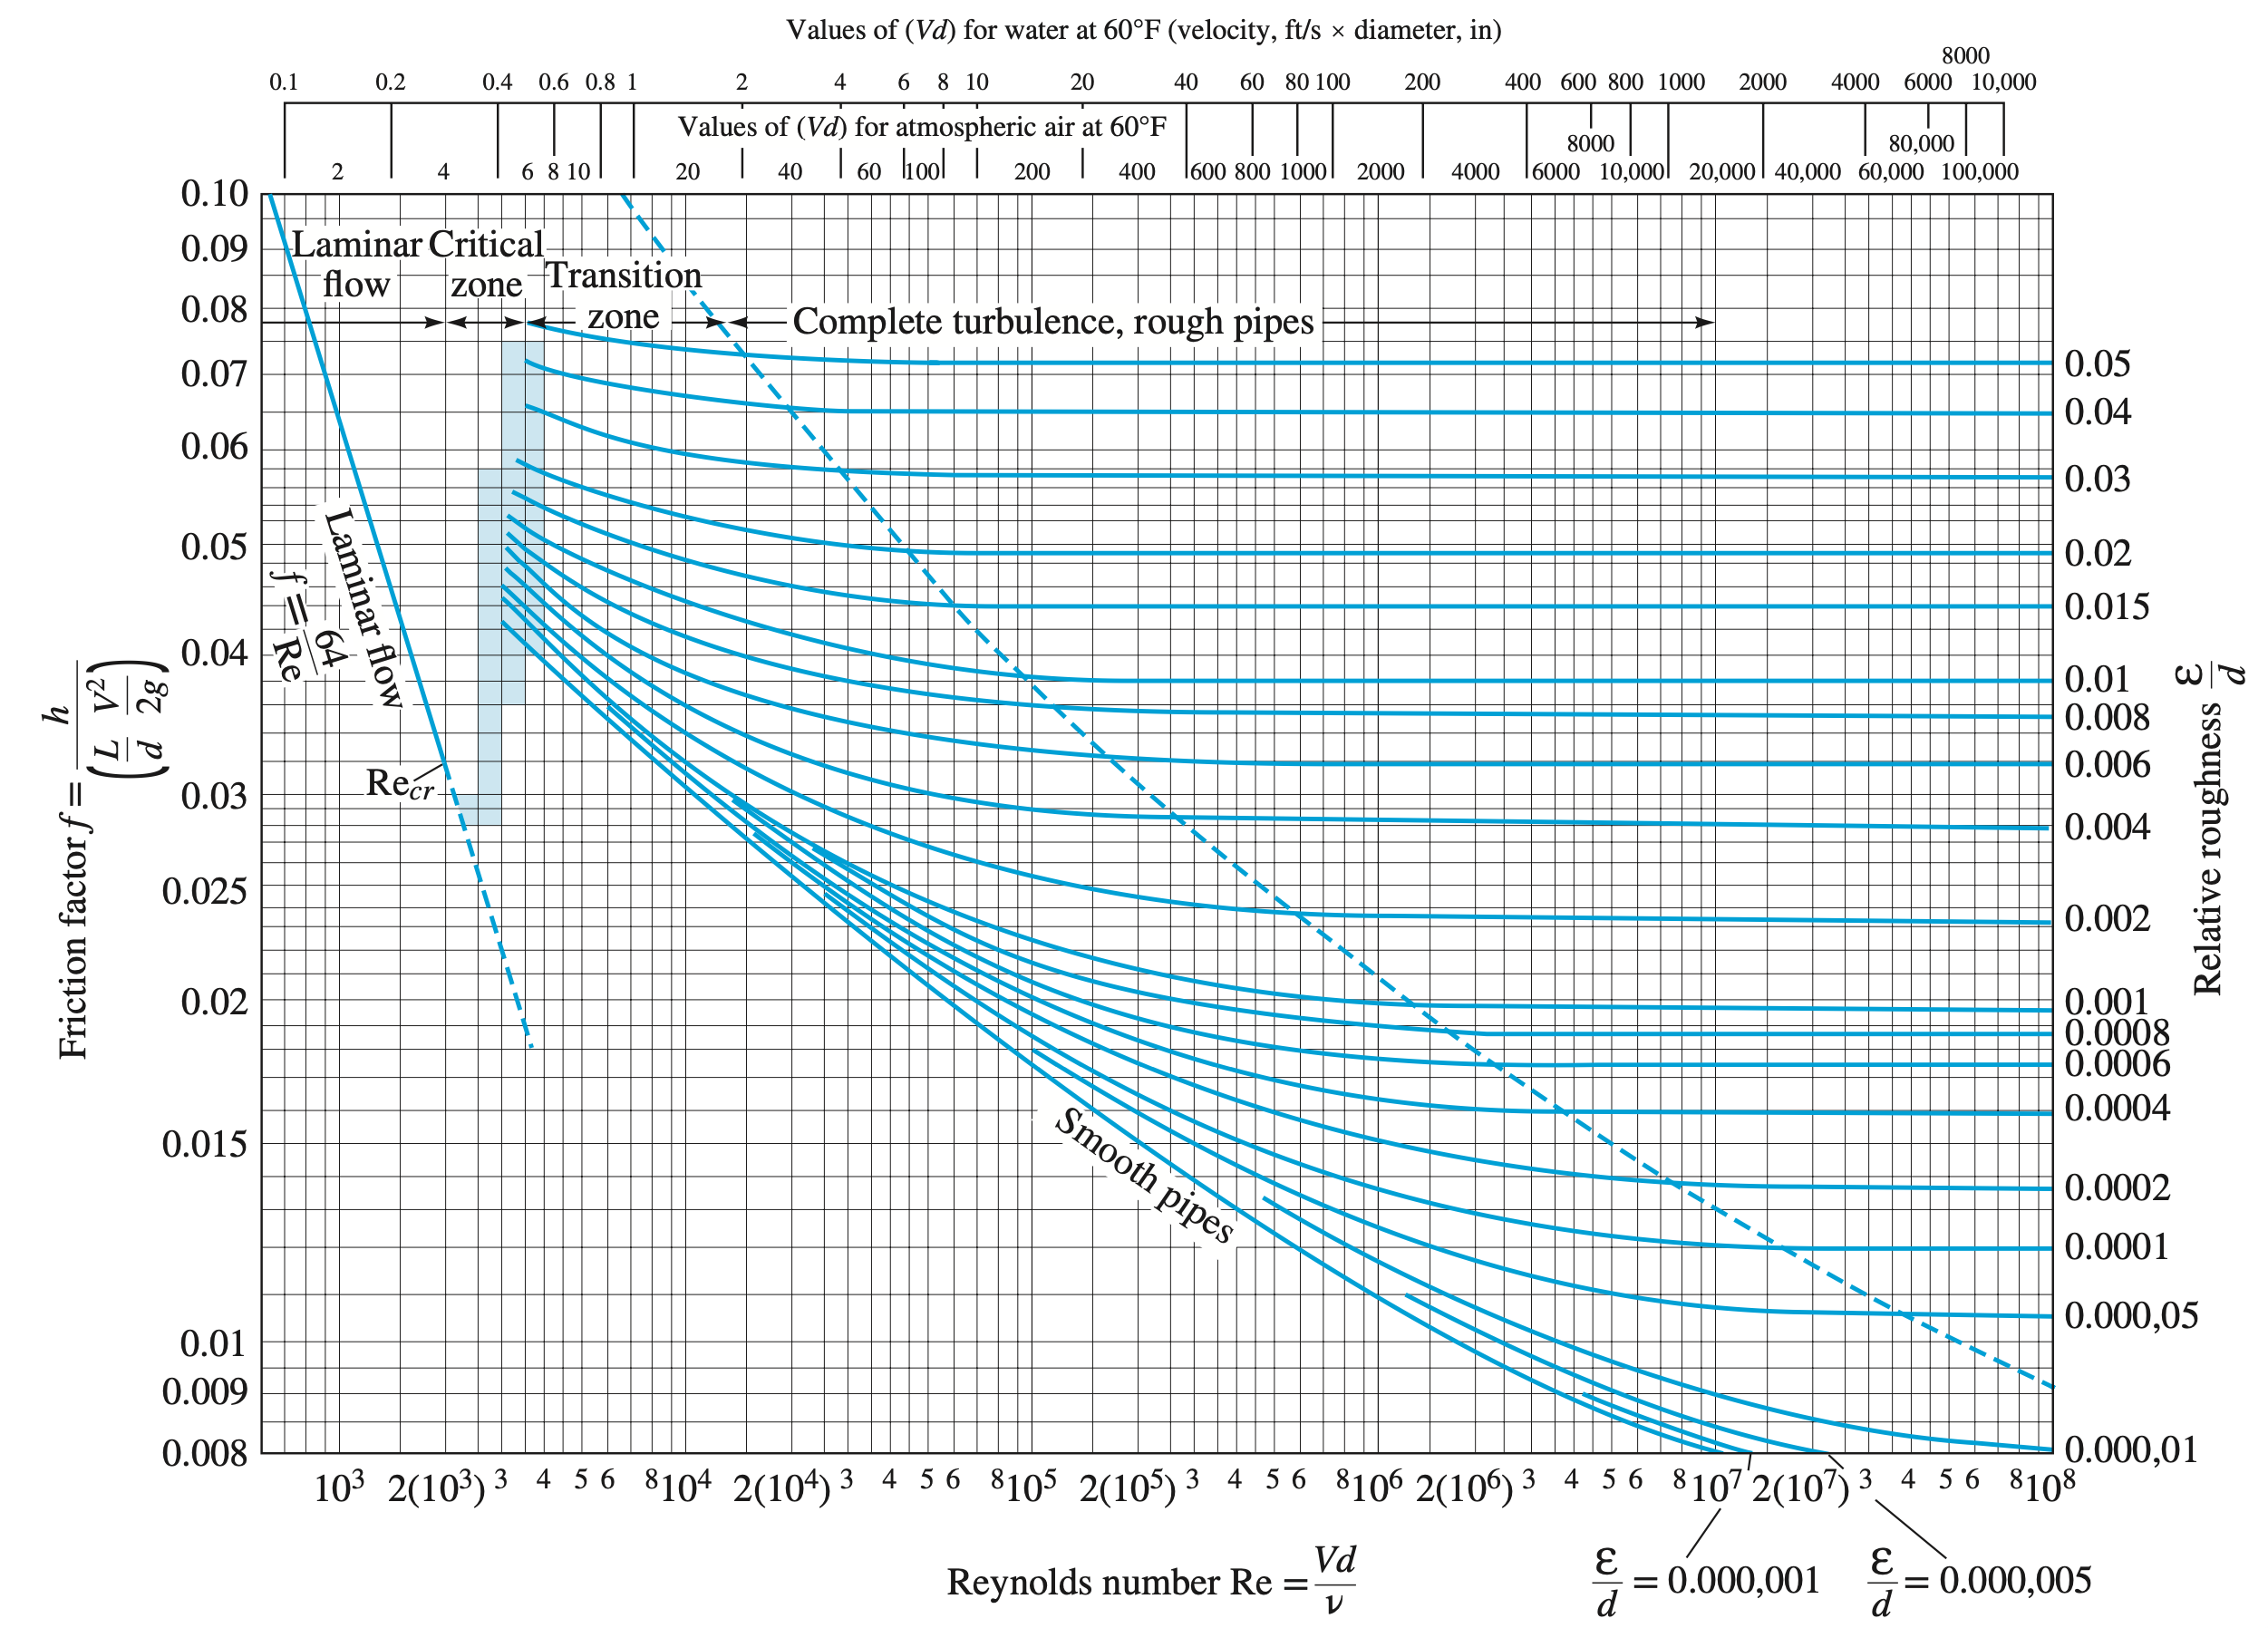 Values of (Vd) for water at 60°F (velocity, ft/s × diameter, in)
8000
0.1 0.2 0.4 0.6 0.8 1 2 4 6 8 10 20 40 60 80 100 200 400 600 800 1000 2000 4000 6000 10,000
Values of (Vd) for atmospheric air at 60°F
8000 80,000
2 4 6 8 10 20 40 60 100 200 400 600 800 1000 2000 4000 6000 10,000 20,000 40,000 60,000 100,000
0.10
0.09
0.08
0.07
0.06
0.05
0.04
0.03
0.025
0.02
0.015
0.01
0.009
0.008
Friction factor f = h / (L/d V²/2g)
Laminar flow
Critical zone
Transition zone
Complete turbulence, rough pipes
Laminar flow
f = 64/Re
Re_cr
Smooth pipes
0.05
0.04
0.03
0.02
0.015
0.01
0.008
0.006
0.004
0.002
0.001
0.0008
0.0006
0.0004
0.0002
0.0001
0.000,05
0.000,01
Relative roughness ε/d
10³ 2(10³) 3 4 5 6 8 10⁴ 2(10⁴) 3 4 5 6 8 10⁵ 2(10⁵) 3 4 5 6 8 10⁶ 2(10⁶) 3 4 5 6 8 10⁷ 2(10⁷) 3 4 5 6 8 10⁸
Reynolds number Re = Vd/ν
ε/d = 0.000,001
ε/d = 0.000,005